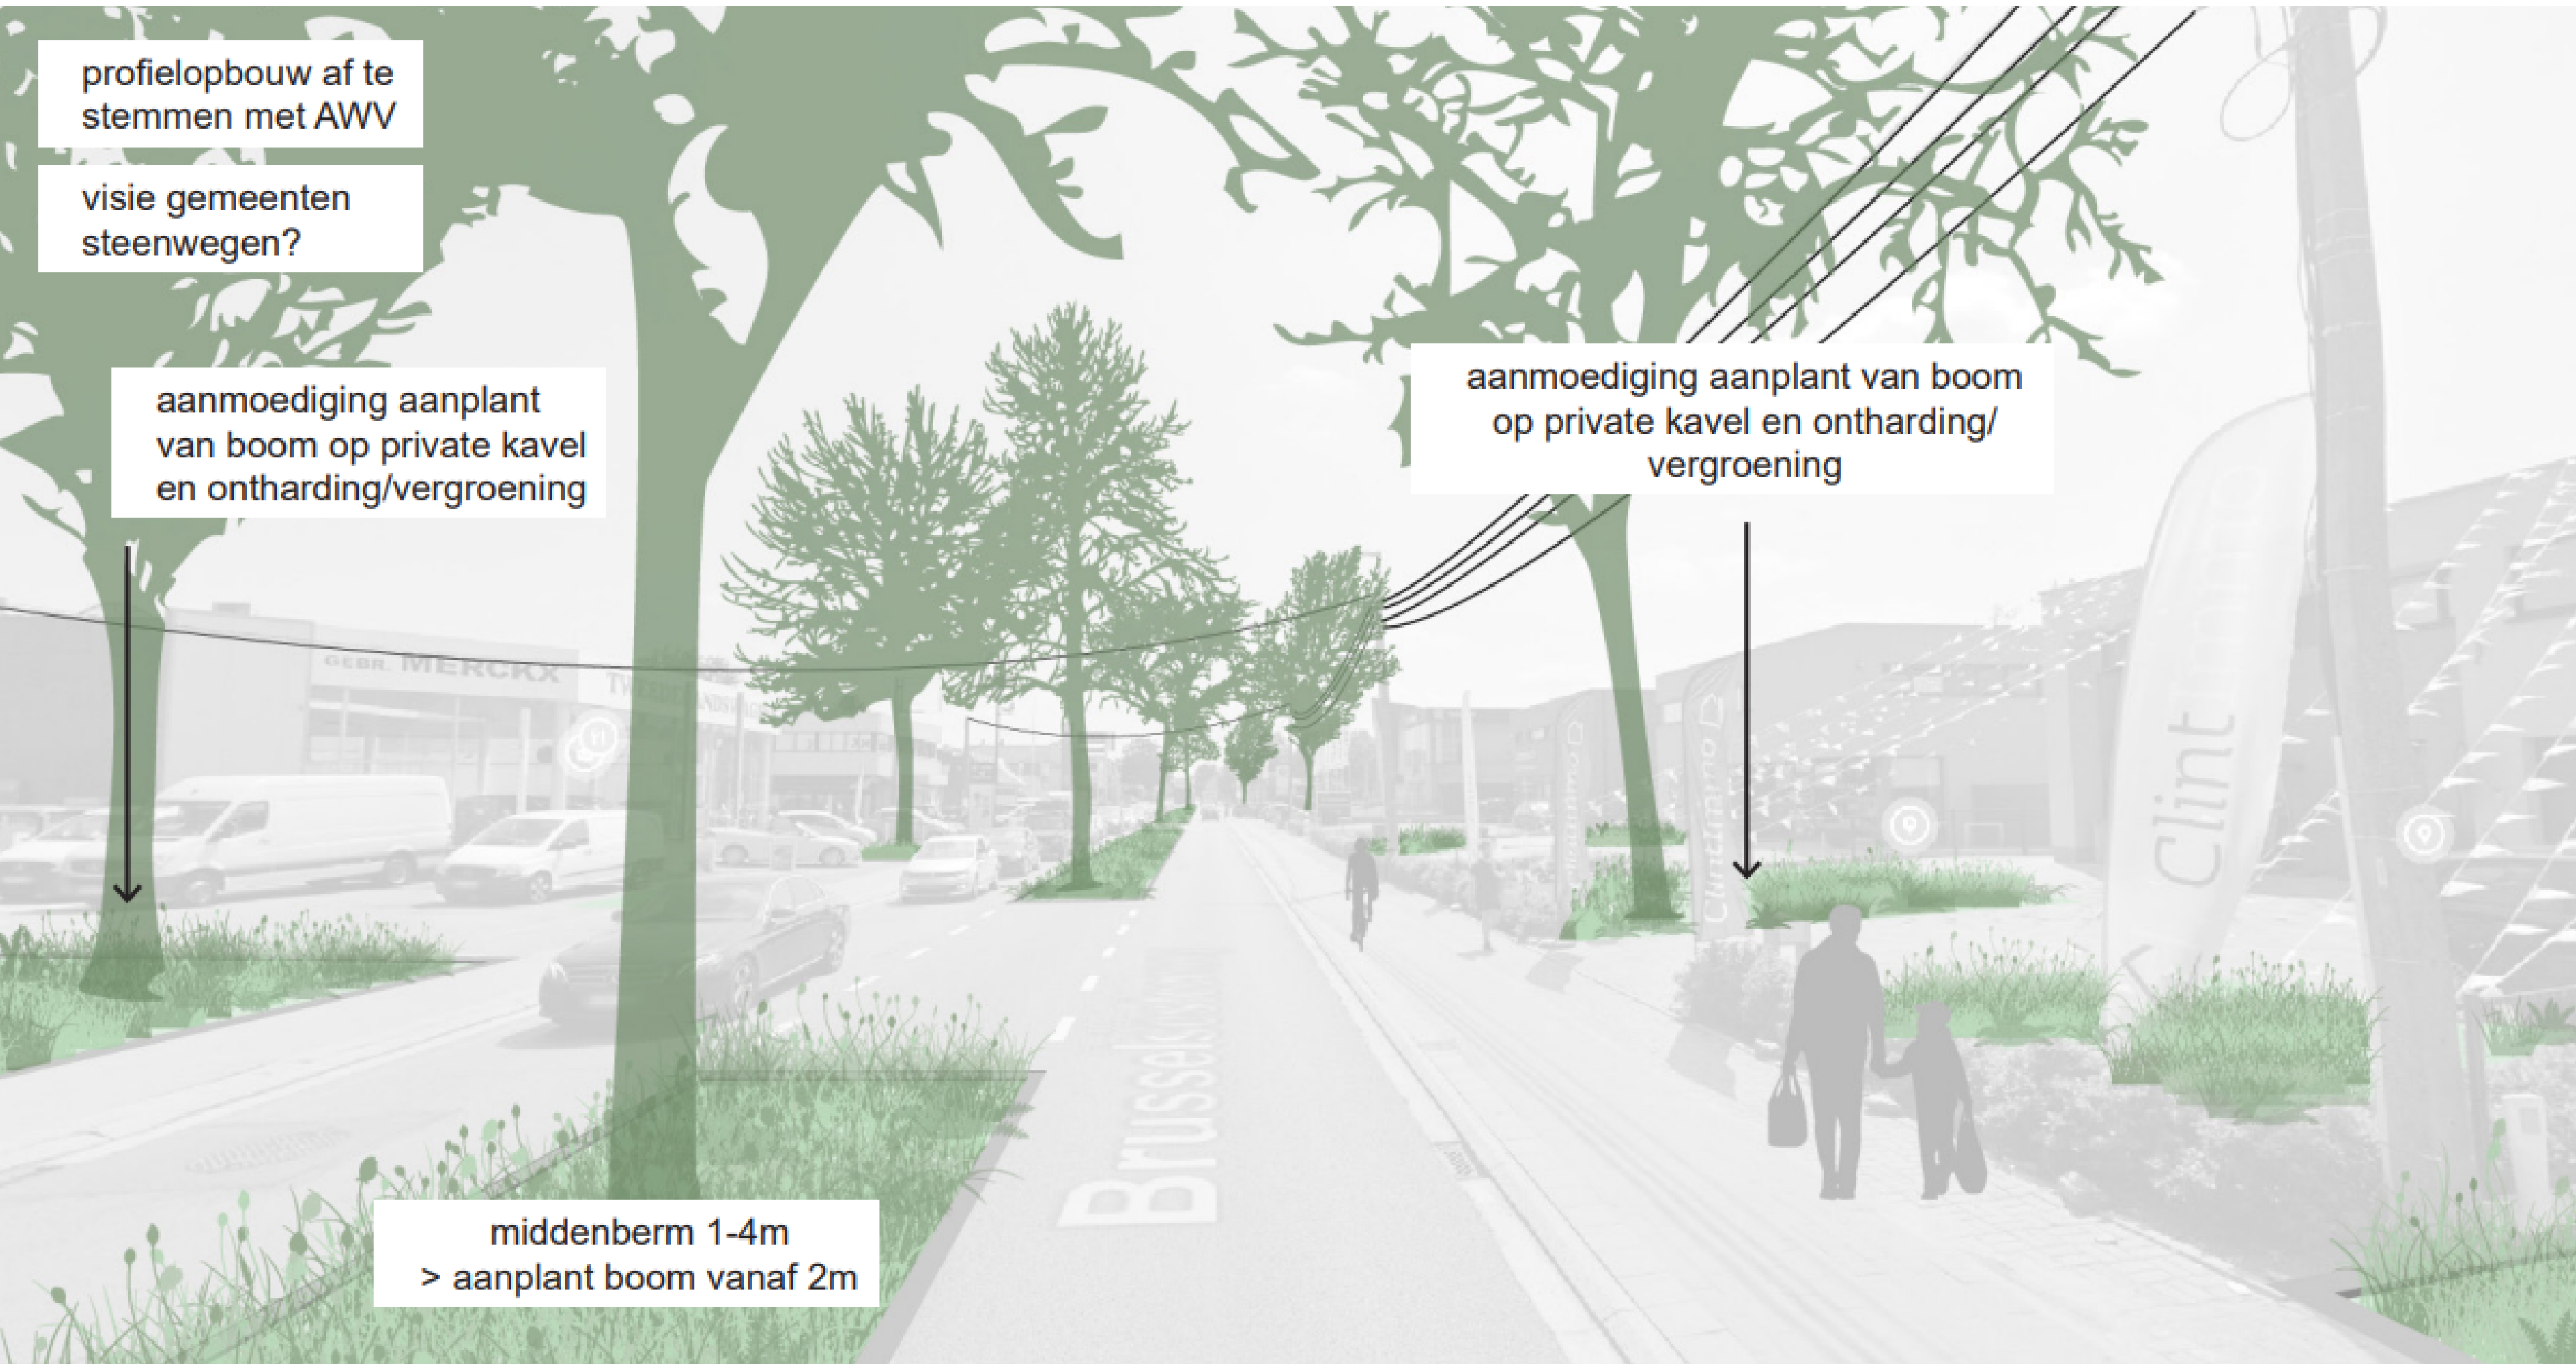 profielopbouw af te
stemmen met AWV
visie gemeenten
steenwegen?
aanmoediging aanplant
van boom op private kavel
en ontharding/vergroening
aanmoediging aanplant van boom
op private kavel en ontharding/
vergroening
GEBR. MERCKX
Clint
middenberm 1-4m
> aanplant boom vanaf 2m